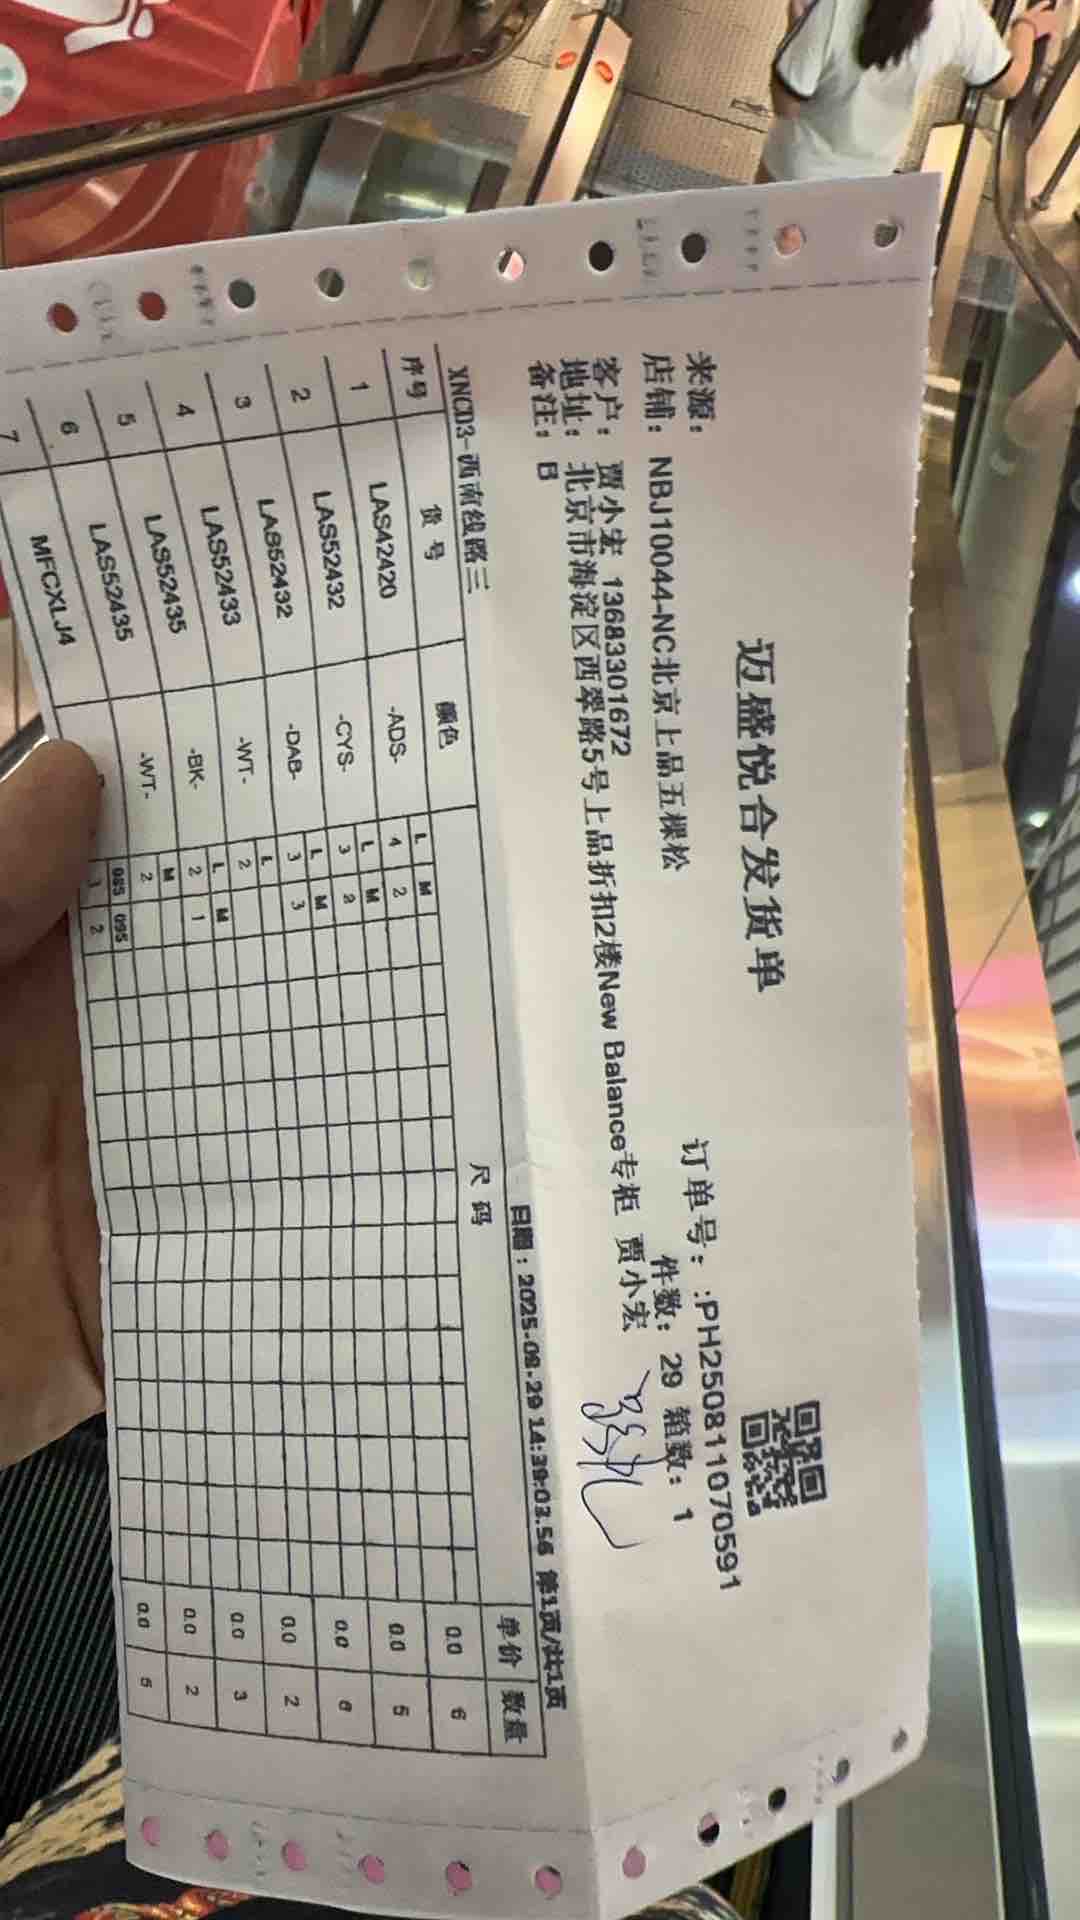 迈盛悦合发货单
来源：
订单号：:PH250811070591
店铺：NBJ10044-NC北京上品五棵松
件数：29 箱数：1
客户：贾小宏 13683301672
地址：北京市海淀区西翠路5号上品折扣2楼New Balance专柜 贾小宏
备注：B
XNCD3-西南线路三
日期：2025-08-29 14:39:03.56 第1页/共1页
序号 货号 颜色 尺码 单价 数量
L M
1 LAS42420 -ADS- 4 2 0.0 6
L M
2 LAS52432 -CYS- 3 2 0.0 5
L M
3 LAS52432 -DAB- 3 3 0.0 6
L
4 LAS52433 -WT- 2 0.0 2
L M
5 LAS52435 -BK- 2 1 0.0 3
M
6 LAS52435 -WT- 2 0.0 2
085 095
7 MFCXLJ4 3 2 0.0 5